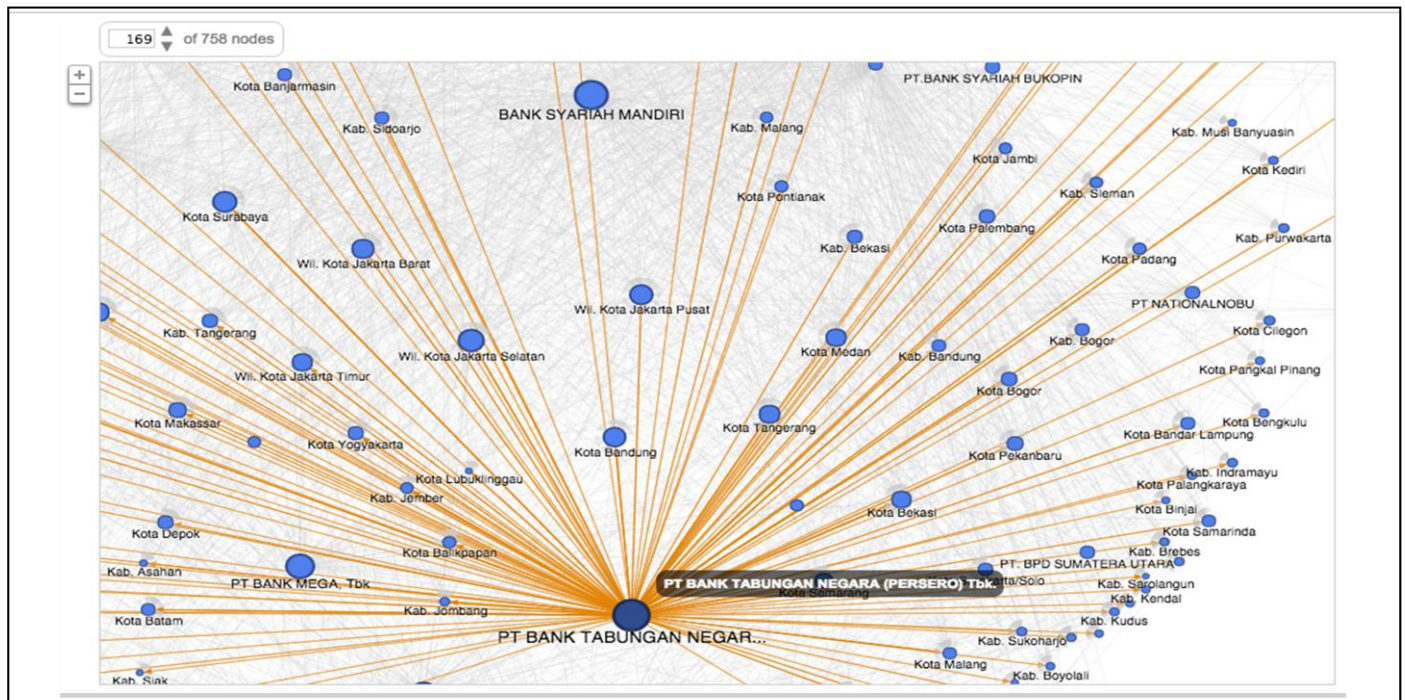 169 of 758 nodes
+
−
Kota Banjarmasin
PT.BANK SYARIAH BUKOPIN
BANK SYARIAH MANDIRI
Kab. Sidoarjo
Kab. Malang
Kab. Musi Banyuasin
Kota Jambi
Kota Kediri
Kota Pontianak
Kab. Sleman
Kota Surabaya
Kota Palembang
Kab. Bekasi
Kab. Purwakarta
Wil. Kota Jakarta Barat
Kota Padang
Wil. Kota Jakarta Pusat
PT NATIONALNOBU
Kab. Tangerang
Kota Cilegon
Kab. Bogor
Wil. Kota Jakarta Selatan
Kota Medan
Kab. Bandung
Kota Pangkal Pinang
Wil. Kota Jakarta Timur
Kota Bogor
Kota Makassar
Kota Bengkulu
Kota Tangerang
Kab. Bandar Lampung
Kota Yogyakarta
Kota Bandung
Kota Pekanbaru
Kab. Indramayu
Kota Lubuklinggau
Kota Palangkaraya
Kab. Jember
Kota Binjai
Kota Bekasi
Kota Depok
Kota Samarinda
Kota Balikpapan
Kab. Brebes
PT. BPD SUMATERA UTARA
Kab. Asahan
PT BANK MEGA, Tbk
PT BANK TABUNGAN NEGARA (PERSERO) Tbk.
arta/Solo
Kab. Sarolangun
Kota Semarang
Kab. Kendal
Kab. Jombang
Kota Batam
Kab. Kudus
PT BANK TABUNGAN NEGAR...
Kab. Sukoharjo
Kota Malang
Kab. Boyolali
Kab. Siak